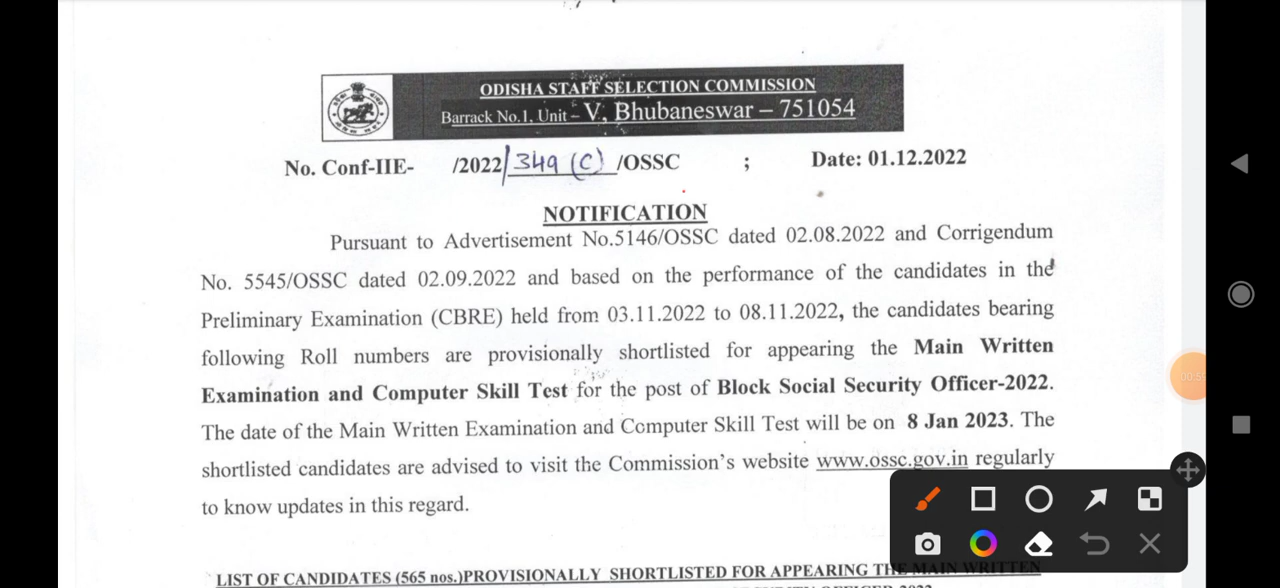 ODISHA STAFF SELECTION COMMISSION
Barrack No.1, Unit – V, Bhubaneswar – 751054
No. Conf-IIE- /2022/349 (C) /OSSC ; Date: 01.12.2022
NOTIFICATION
Pursuant to Advertisement No.5146/OSSC dated 02.08.2022 and Corrigendum
No. 5545/OSSC dated 02.09.2022 and based on the performance of the candidates in the
Preliminary Examination (CBRE) held from 03.11.2022 to 08.11.2022, the candidates bearing
following Roll numbers are provisionally shortlisted for appearing the Main Written
Examination and Computer Skill Test for the post of Block Social Security Officer-2022.
The date of the Main Written Examination and Computer Skill Test will be on 8 Jan 2023. The
shortlisted candidates are advised to visit the Commission's website www.ossc.gov.in regularly
to know updates in this regard.
LIST OF CANDIDATES (565 nos.)PROVISIONALLY SHORTLISTED FOR APPEARING THE MAIN WRITTEN